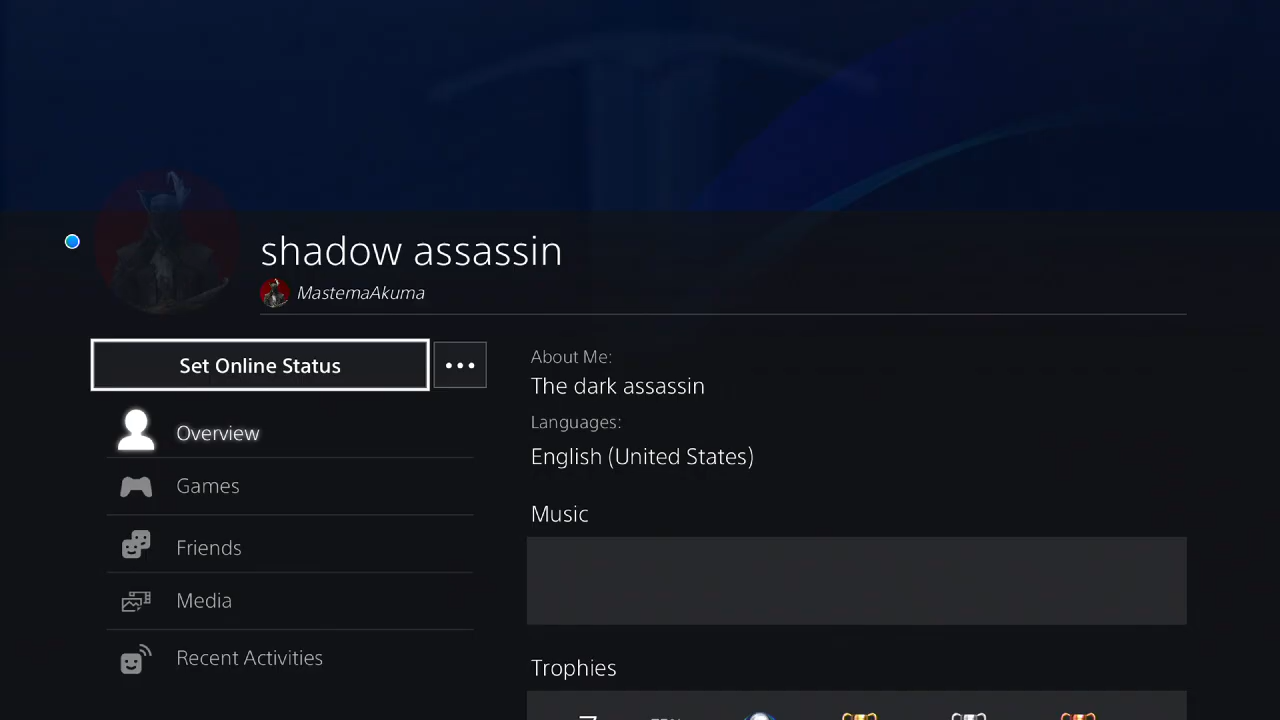 shadow assassin
MastemaAkuma
Set Online Status
Overview
Games
Friends
Media
Recent Activities
About Me:
The dark assassin
Languages:
English (United States)
Music
Trophies